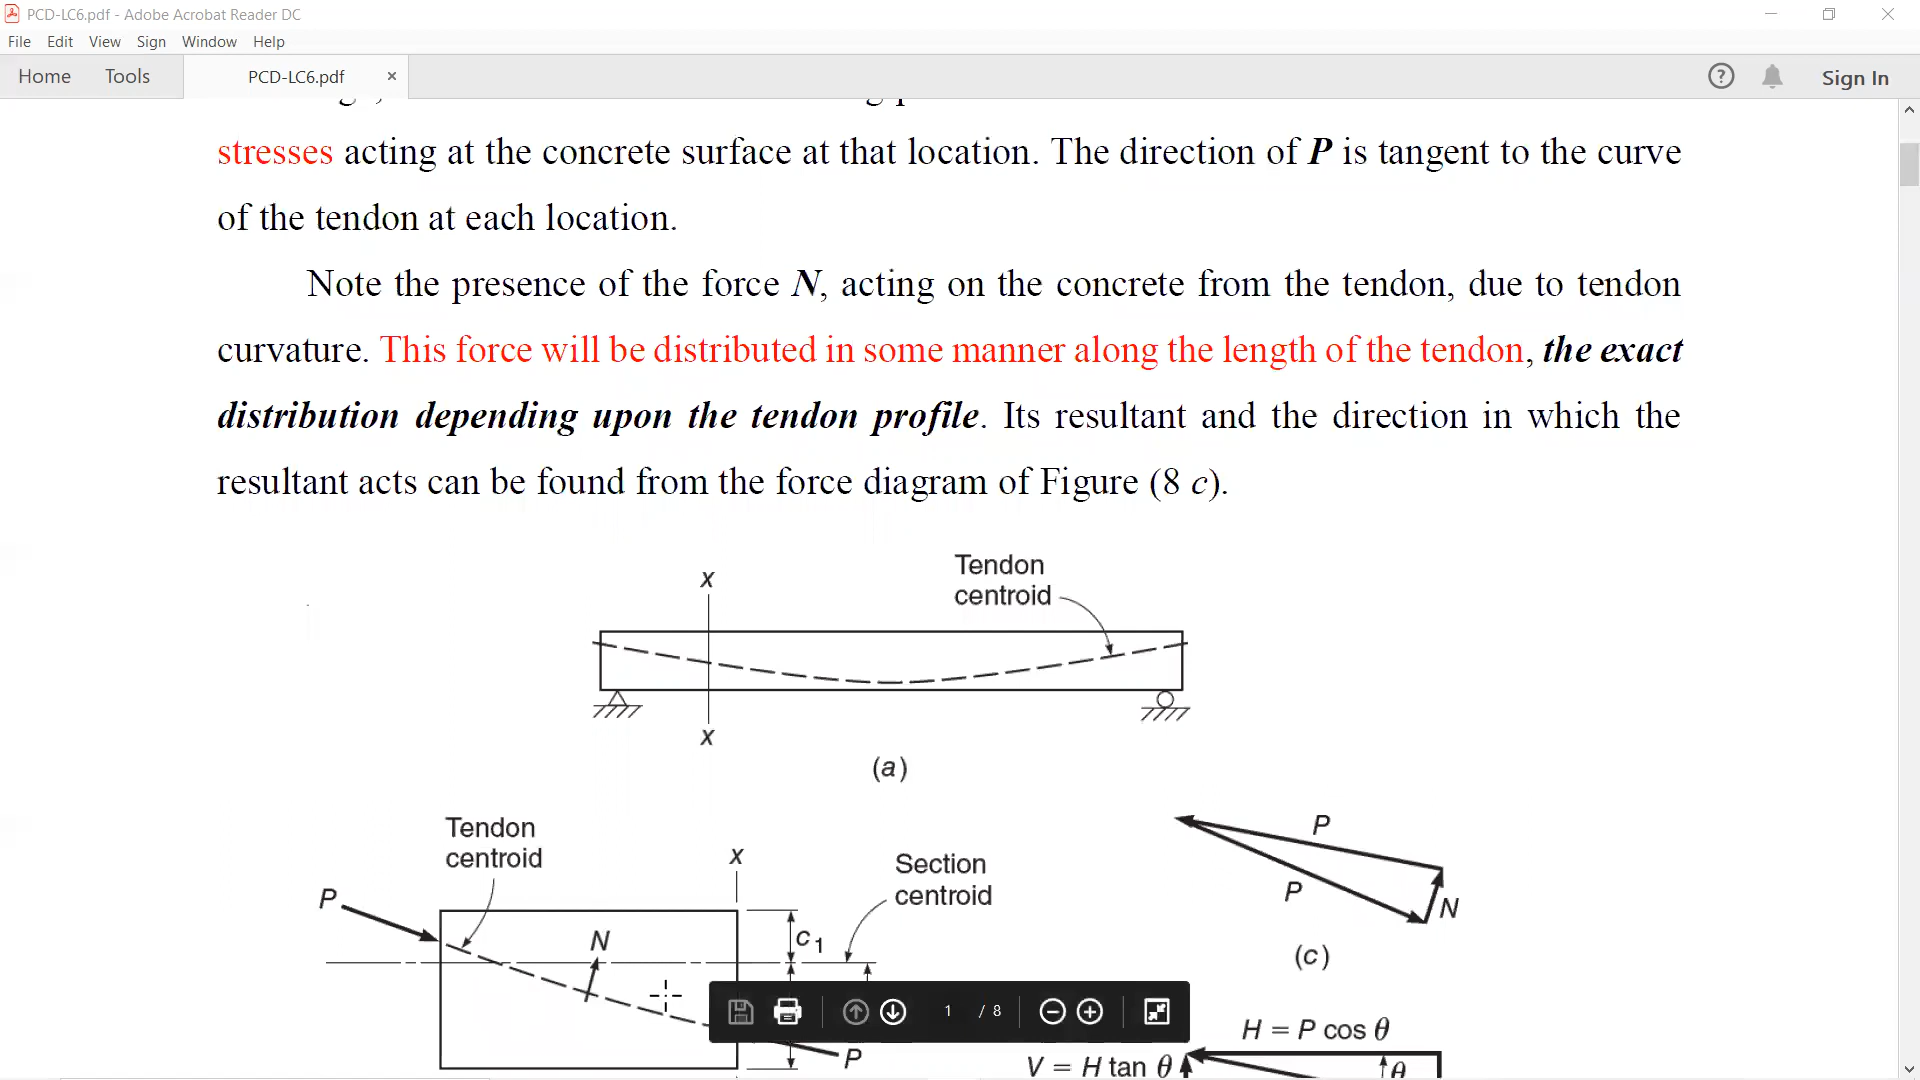 PCD-LC6.pdf - Adobe Acrobat Reader DC
File Edit View Sign Window Help
Home Tools PCD-LC6.pdf × ? Sign In
stresses acting at the concrete surface at that location. The direction of P is tangent to the curve
of the tendon at each location.
Note the presence of the force N, acting on the concrete from the tendon, due to tendon
curvature. This force will be distributed in some manner along the length of the tendon, the exact
distribution depending upon the tendon profile. Its resultant and the direction in which the
resultant acts can be found from the force diagram of Figure (8 c).
Tendon
centroid
x
x
(a)
Tendon
centroid
x
Section
centroid
P
N
c1
P
P
P
N
(c)
1 / 8
H = P cos θ
V = H tan θ
θ